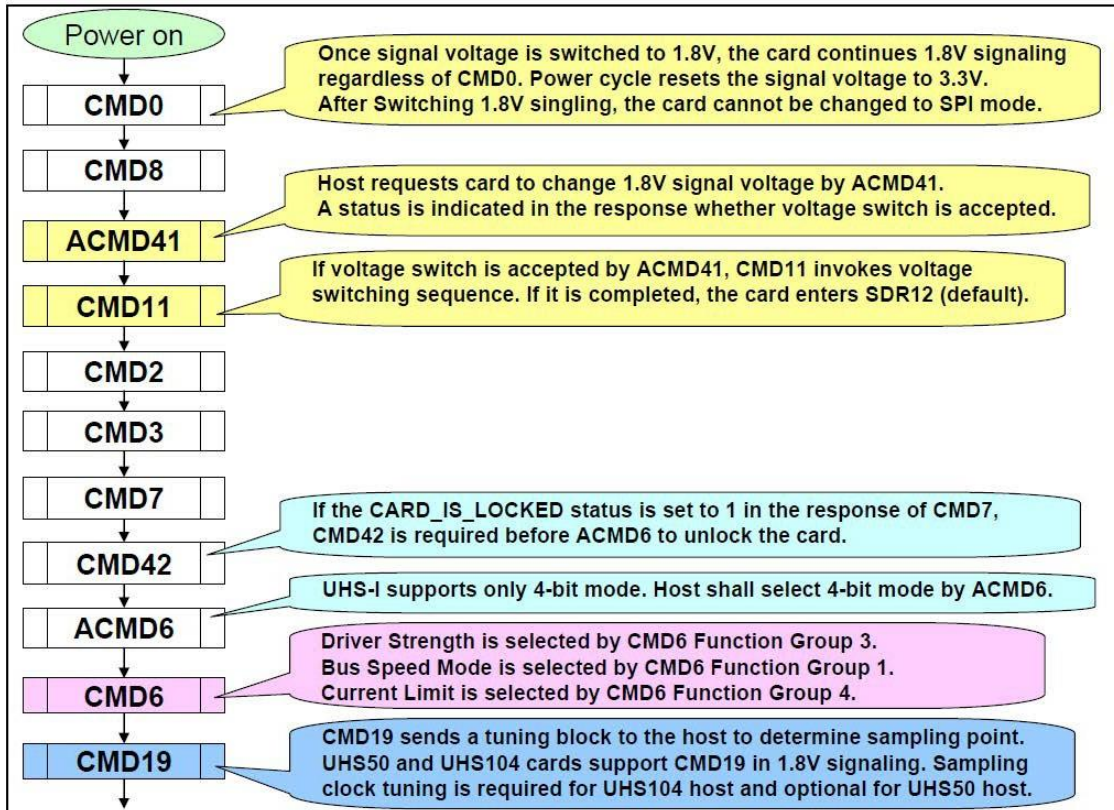 Power on
Once signal voltage is switched to 1.8V, the card continues 1.8V signaling
regardless of CMD0. Power cycle resets the signal voltage to 3.3V.
After Switching 1.8V singling, the card cannot be changed to SPI mode.
CMD0
CMD8
Host requests card to change 1.8V signal voltage by ACMD41.
A status is indicated in the response whether voltage switch is accepted.
ACMD41
If voltage switch is accepted by ACMD41, CMD11 invokes voltage
switching sequence. If it is completed, the card enters SDR12 (default).
CMD11
CMD2
CMD3
CMD7
If the CARD_IS_LOCKED status is set to 1 in the response of CMD7,
CMD42 is required before ACMD6 to unlock the card.
CMD42
UHS-I supports only 4-bit mode. Host shall select 4-bit mode by ACMD6.
ACMD6
Driver Strength is selected by CMD6 Function Group 3.
Bus Speed Mode is selected by CMD6 Function Group 1.
Current Limit is selected by CMD6 Function Group 4.
CMD6
CMD19 sends a tuning block to the host to determine sampling point.
UHS50 and UHS104 cards support CMD19 in 1.8V signaling. Sampling
clock tuning is required for UHS104 host and optional for UHS50 host.
CMD19